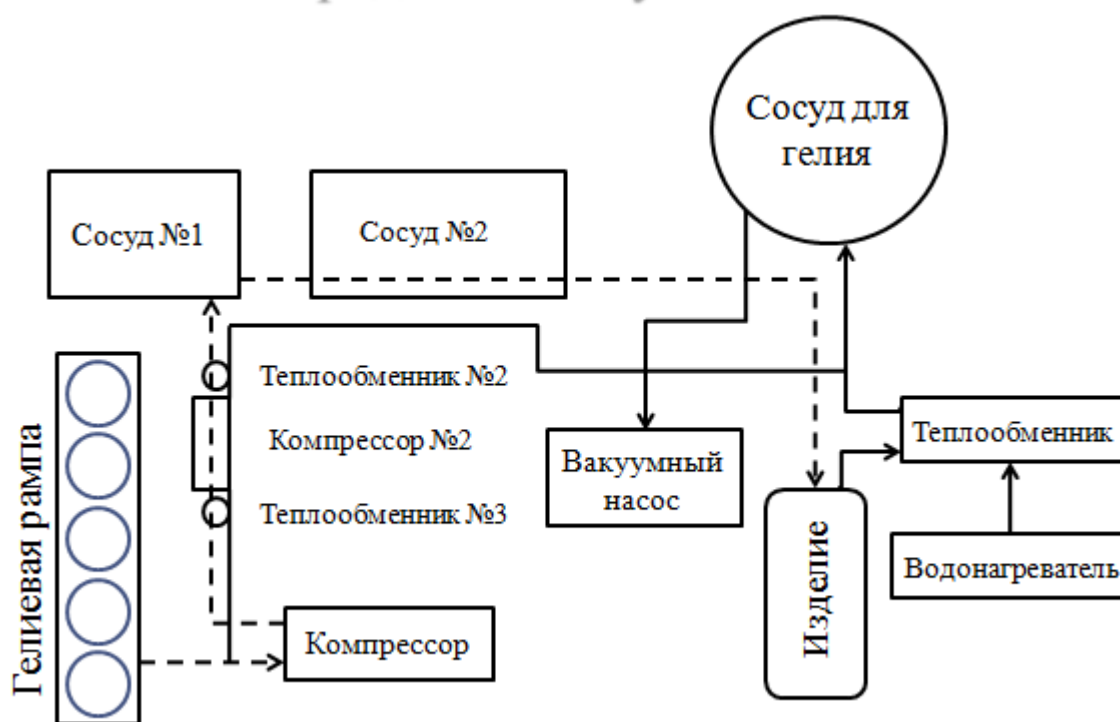 Сосуд для
гелия
Сосуд №1
Сосуд №2
Теплообменник №2
Компрессор №2
Теплообменник №3
Компрессор
Гелиевая рампа
Вакуумный
насос
Изделие
Теплообменник
Водонагреватель